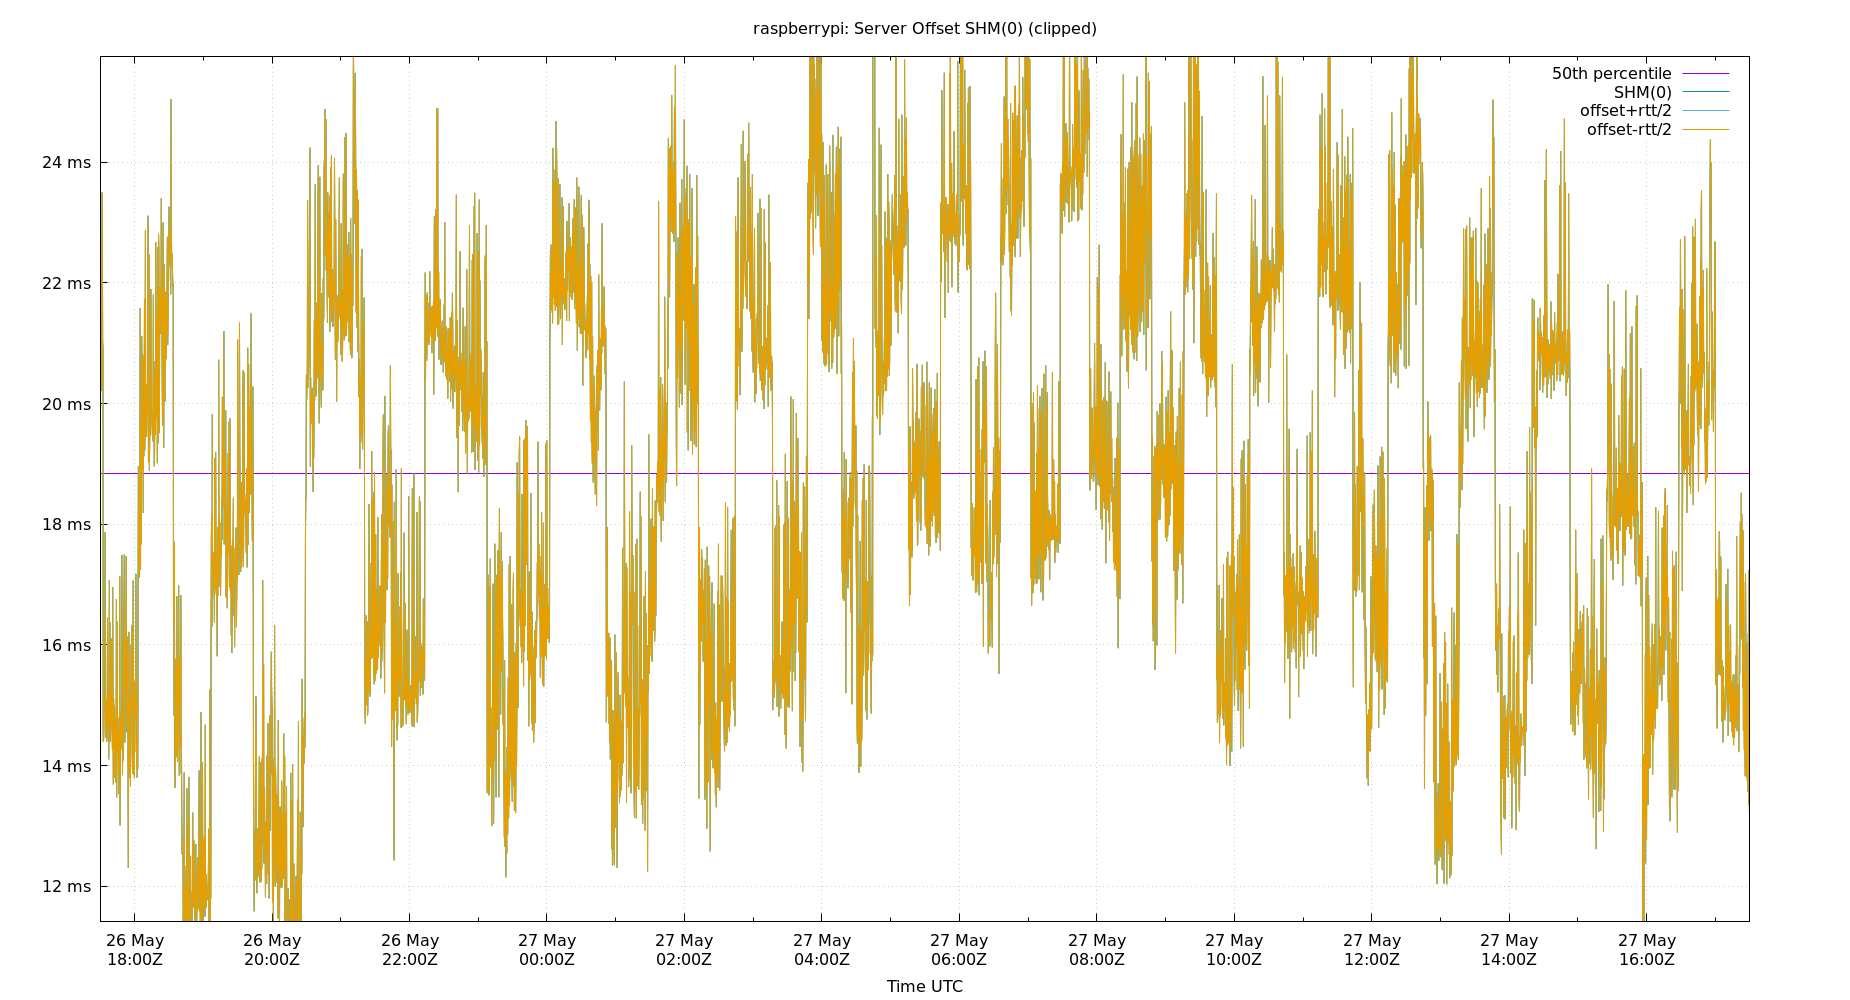 raspberrypi: Server Offset SHM(0) (clipped)
50th percentile
SHM(0)
offset+rtt/2
offset-rtt/2
24 ms
22 ms
20 ms
18 ms
16 ms
14 ms
12 ms
26 May 26 May 26 May 27 May 27 May 27 May 27 May 27 May 27 May 27 May 27 May 27 May
18:00Z 20:00Z 22:00Z 00:00Z 02:00Z 04:00Z 06:00Z 08:00Z 10:00Z 12:00Z 14:00Z 16:00Z
Time UTC